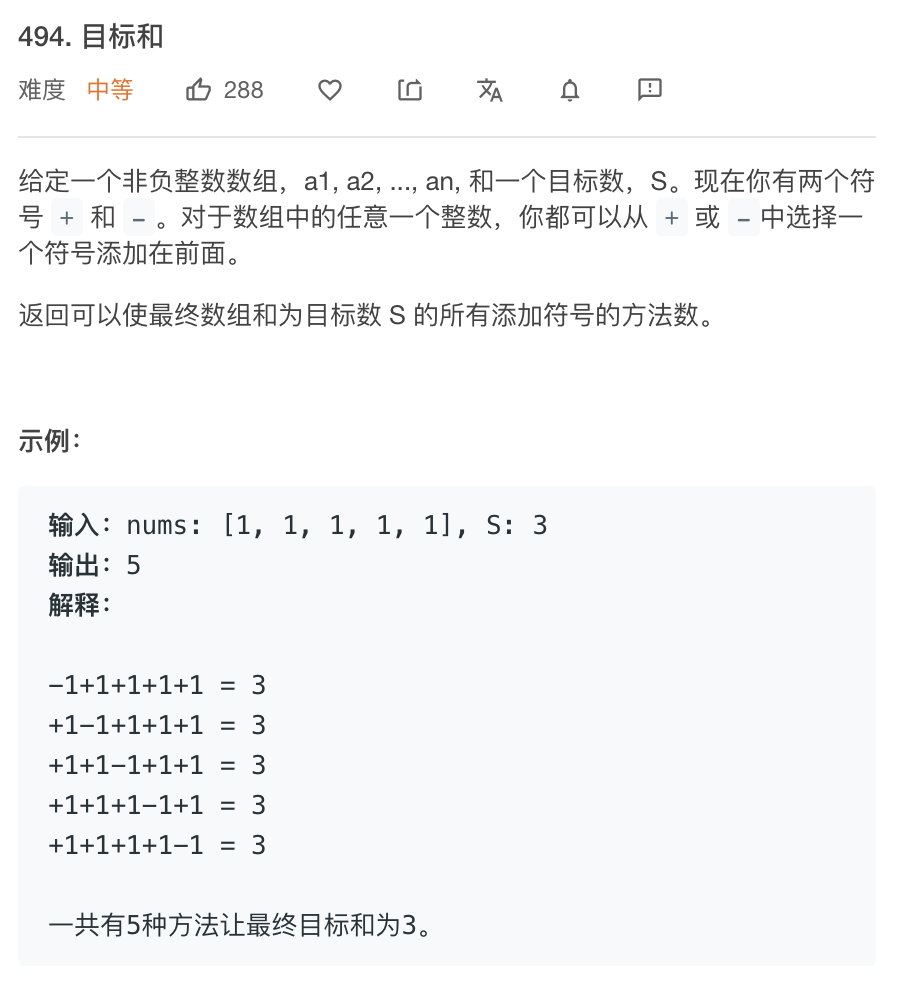 494. 目标和
难度 中等 288
给定一个非负整数数组，a1, a2, ..., an, 和一个目标数，S。现在你有两个符
号 + 和 -。对于数组中的任意一个整数，你都可以从 + 或 -中选择一
个符号添加在前面。
返回可以使最终数组和为目标数 S 的所有添加符号的方法数。
示例：
输入：nums: [1, 1, 1, 1, 1], S: 3
输出：5
解释：
-1+1+1+1+1 = 3
+1-1+1+1+1 = 3
+1+1-1+1+1 = 3
+1+1+1-1+1 = 3
+1+1+1+1-1 = 3
一共有5种方法让最终目标和为3。